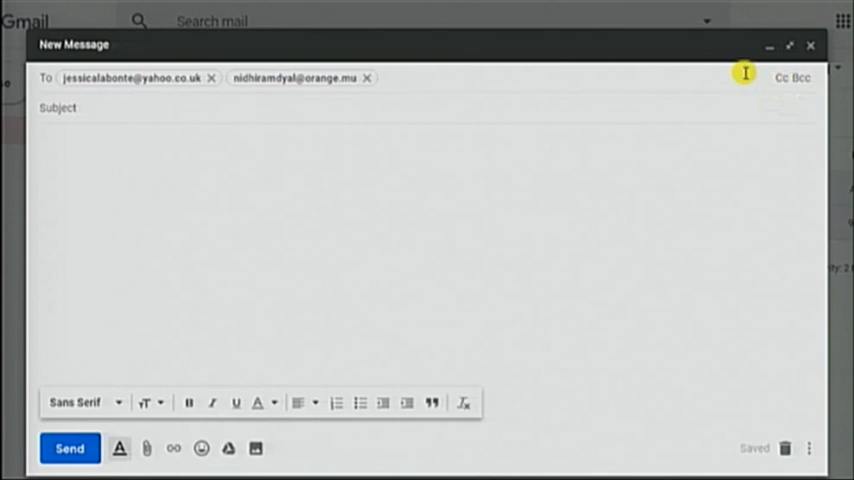 Gmail Search mail
New Message
To jessicalabonte@yahoo.co.uk nidhiramdyal@orange.mu Cc Bcc
Subject
Sans Serif
Send Saved